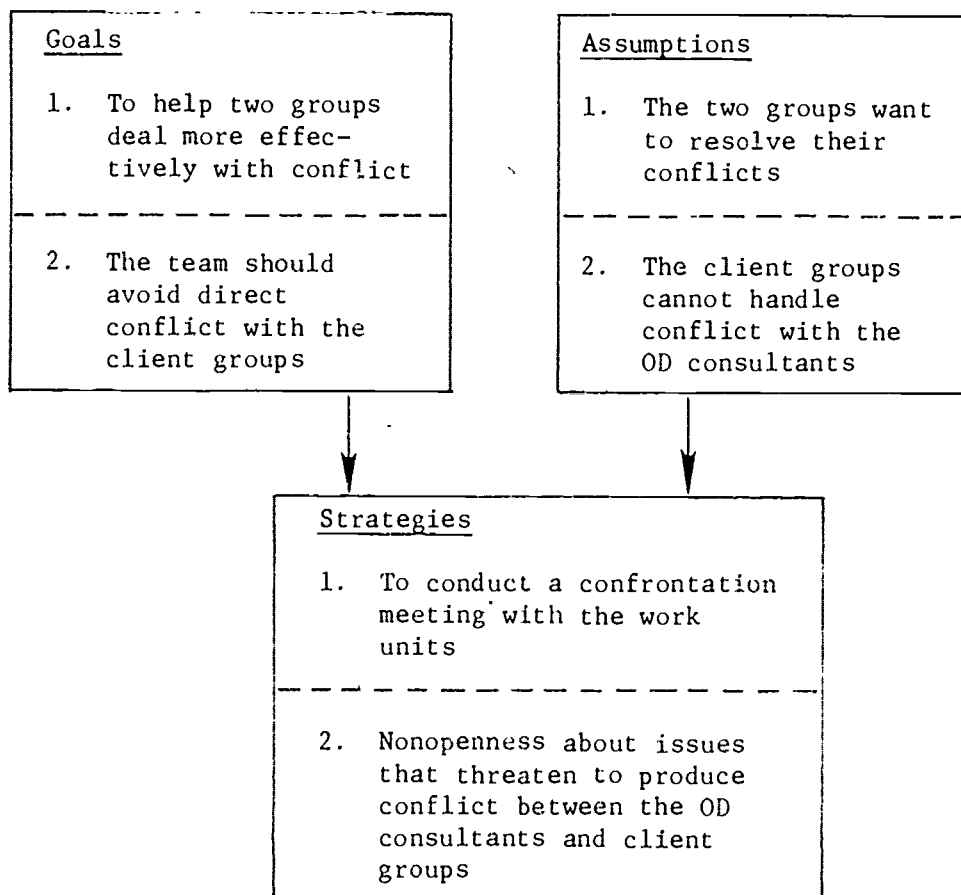 Goals
1. To help two groups
deal more effec-
tively with conflict
2. The team should
avoid direct
conflict with the
client groups
Assumptions
1. The two groups want
to resolve their
conflicts
2. The client groups
cannot handle
conflict with the
OD consultants
Strategies
1. To conduct a confrontation
meeting with the work
units
2. Nonopenness about issues
that threaten to produce
conflict between the OD
consultants and client
groups